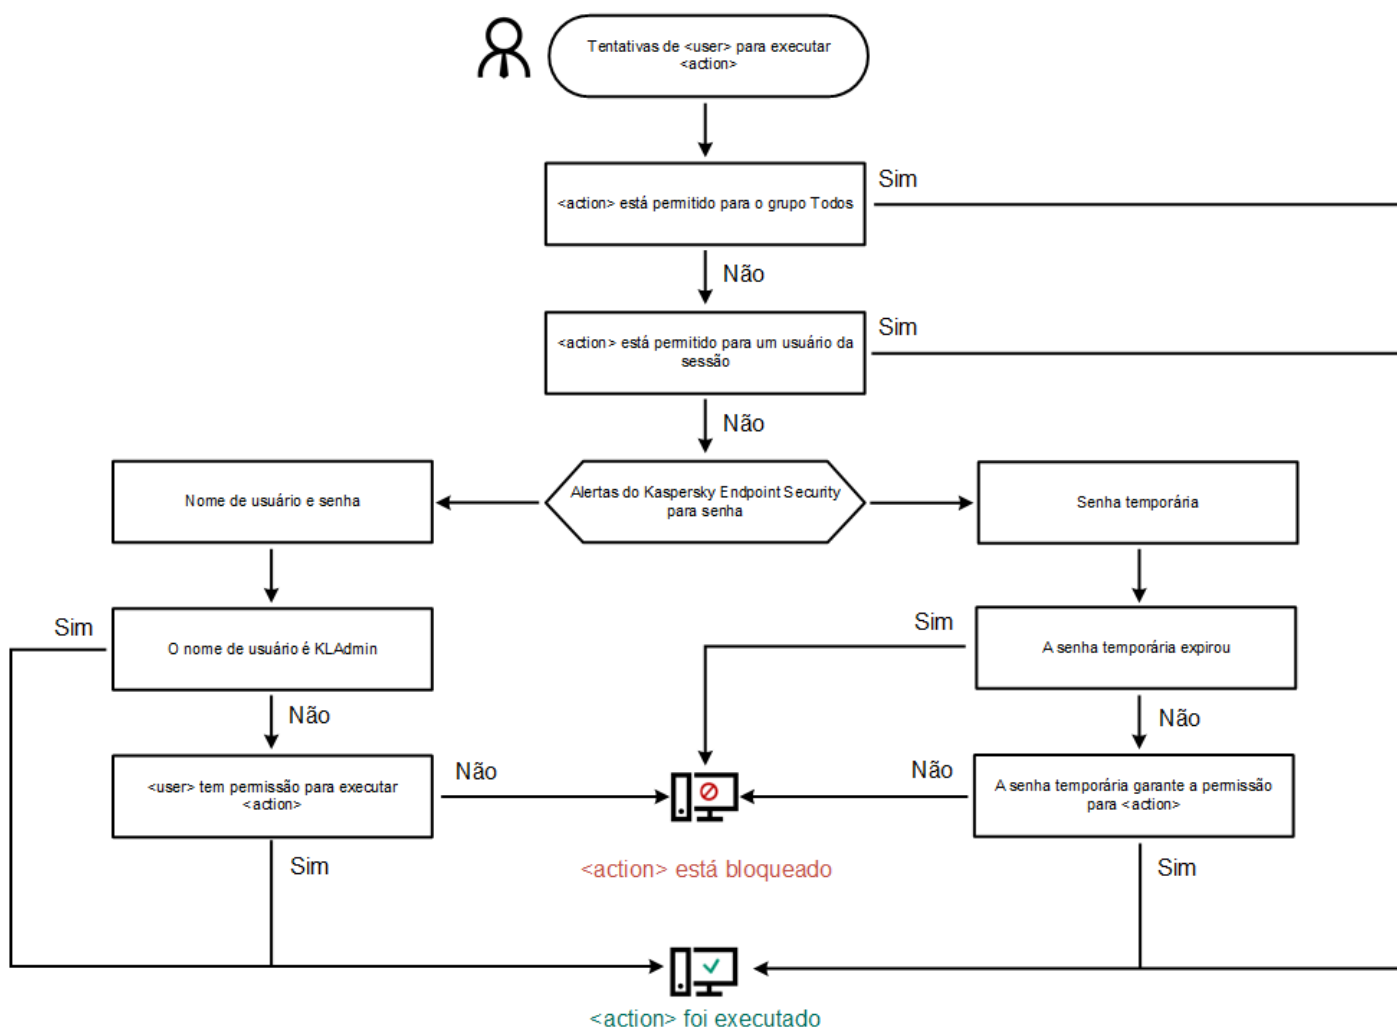 Tentativas de <user> para executar
<action>
Sim
<action> está permitido para o grupo Todos
Não
Sim
<action> está permitido para um usuário da
sessão
Não
Nome de usuário e senha
Alertas do Kaspersky Endpoint Security
para senha
Senha temporária
Sim
O nome de usuário é KLAdmin
Sim
A senha temporária expirou
Não
Não
<user> tem permissão para executar
<action>
Não
Não
A senha temporária garante a permissão
para <action>
Sim
<action> está bloqueado
Sim
<action> foi executado